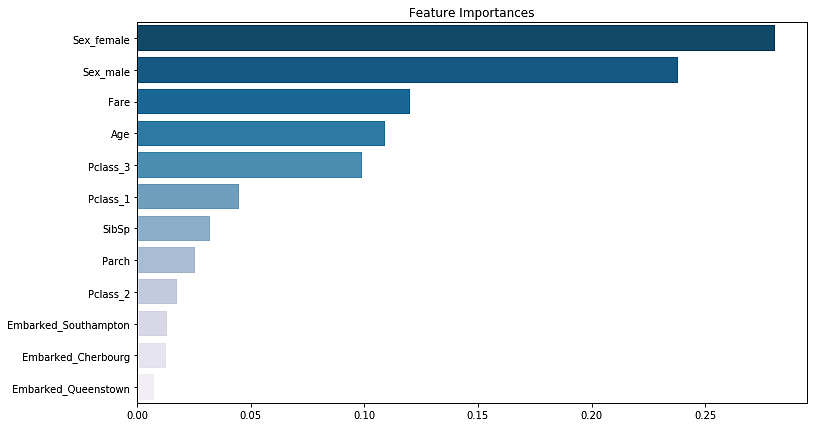 Feature Importances
Sex_female
Sex_male
Fare
Age
Pclass_3
Pclass_1
SibSp
Parch
Pclass_2
Embarked_Southampton
Embarked_Cherbourg
Embarked_Queenstown
0.00 0.05 0.10 0.15 0.20 0.25